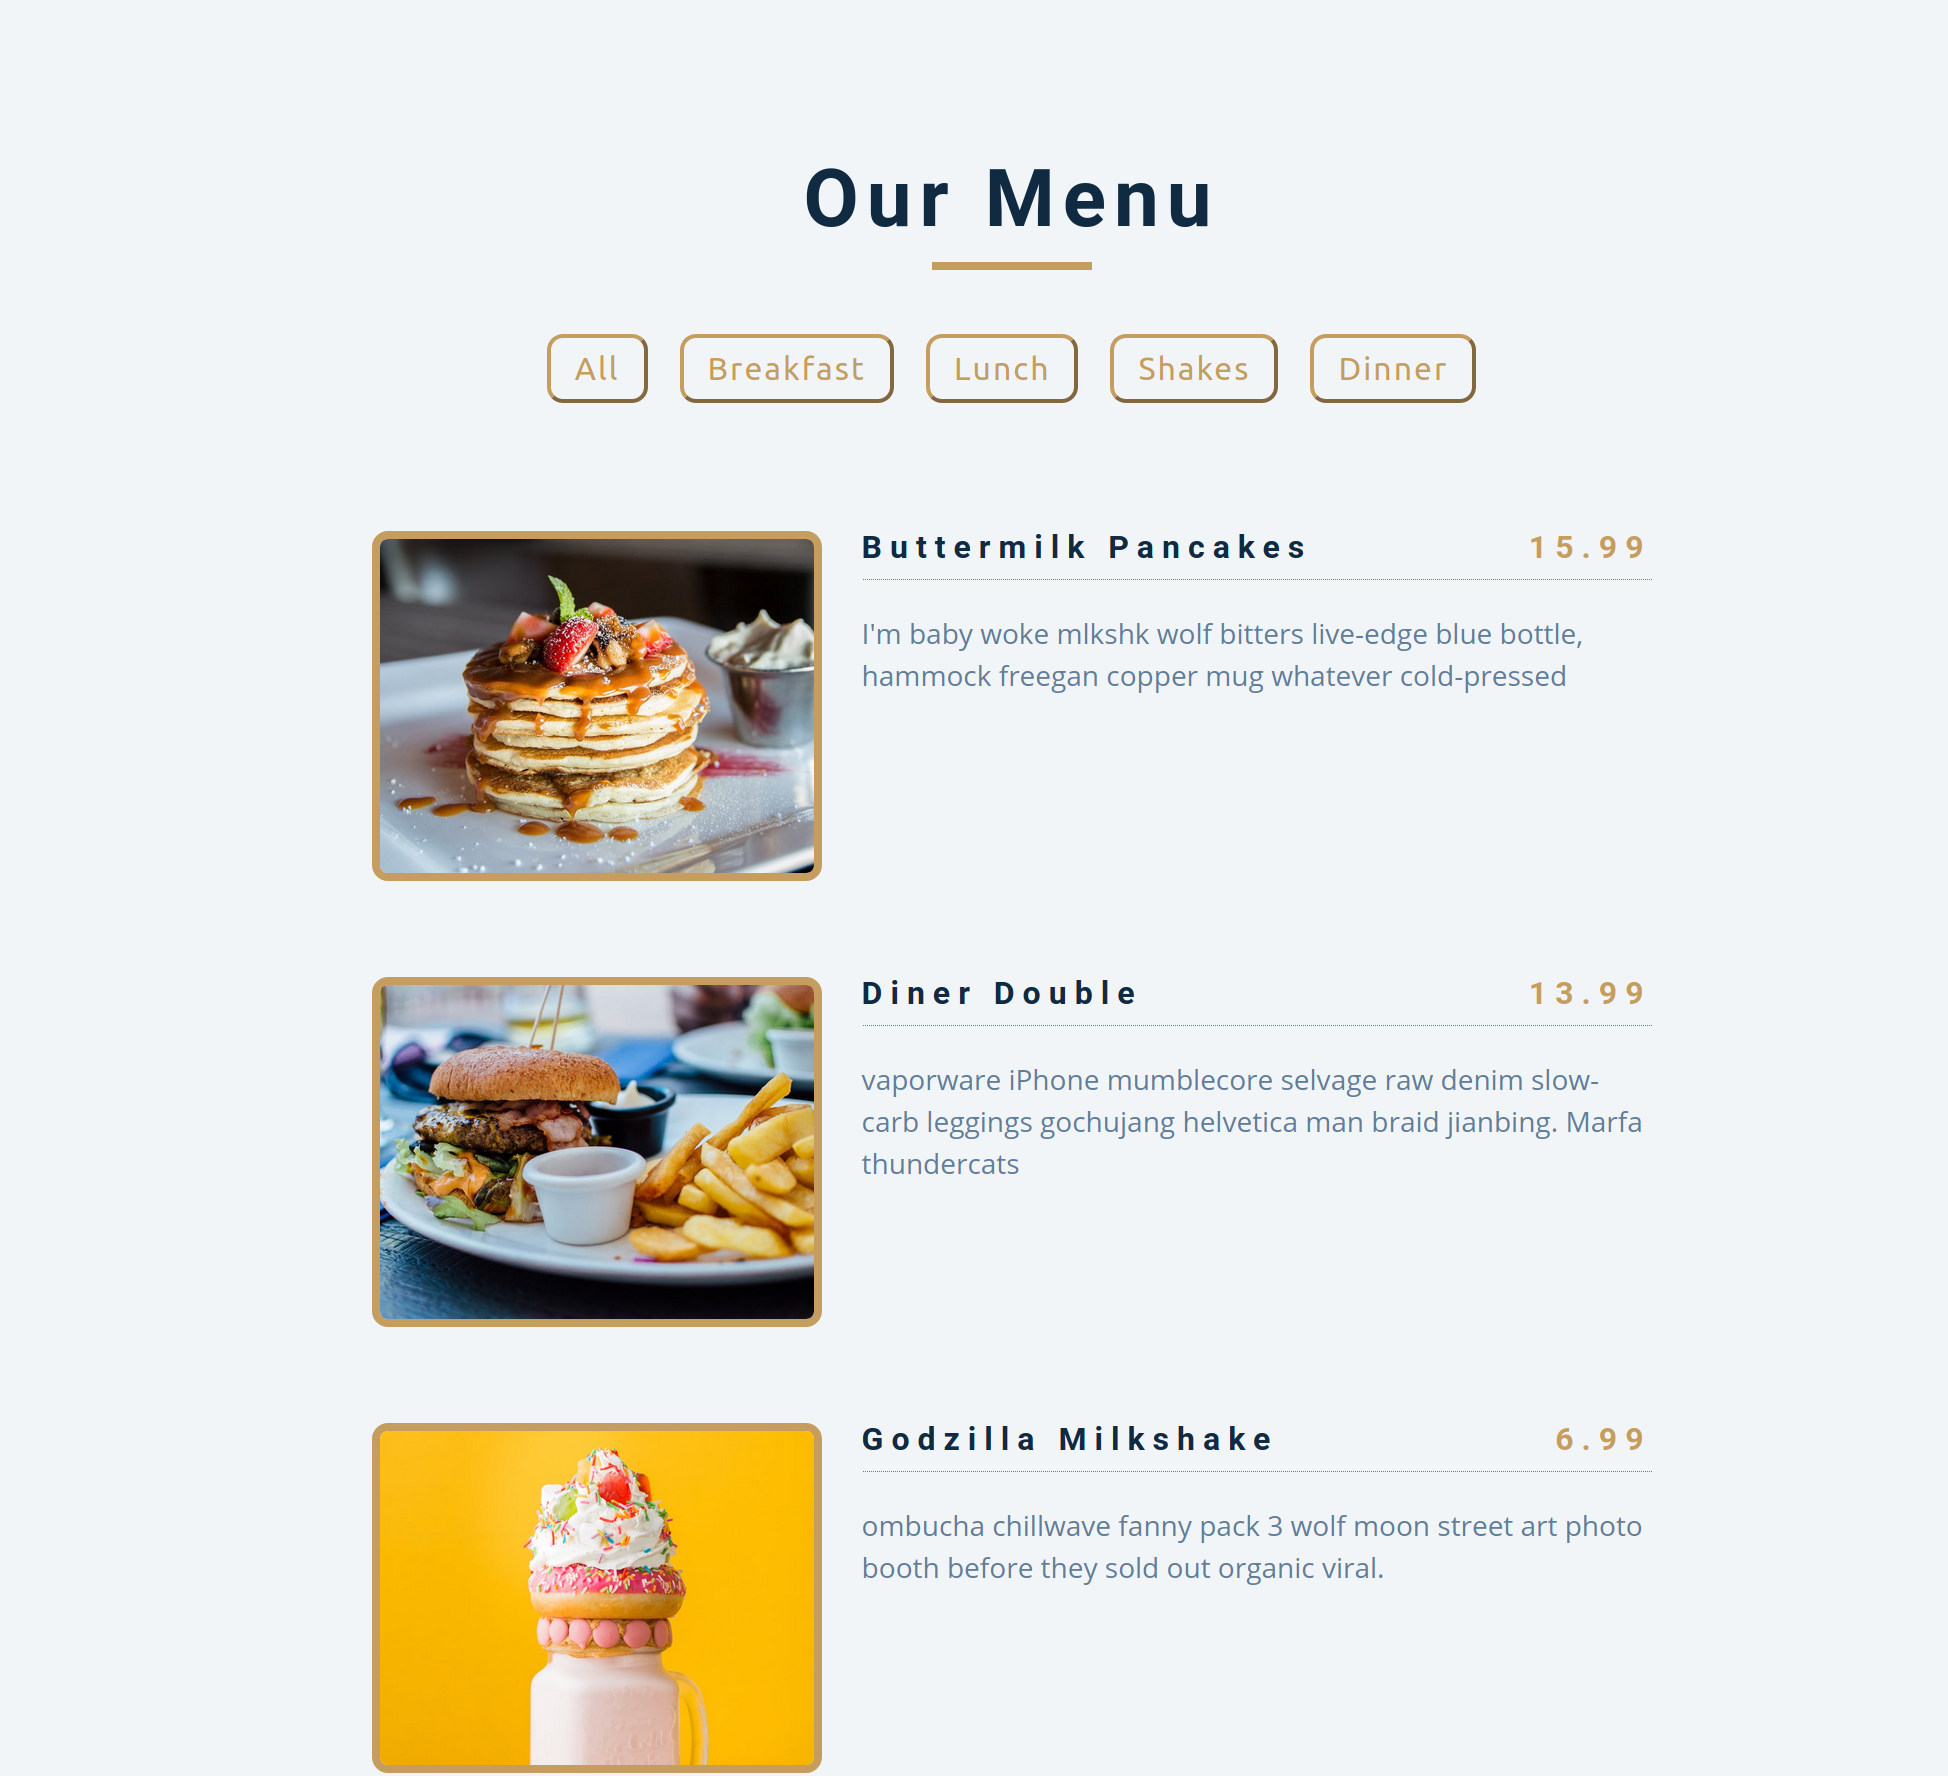 Our Menu
All Breakfast Lunch Shakes Dinner
Buttermilk Pancakes 15.99
I'm baby woke mlkshk wolf bitters live-edge blue bottle,
hammock freegan copper mug whatever cold-pressed
Diner Double 13.99
vaporware iPhone mumblecore selvage raw denim slow-
carb leggings gochujang helvetica man braid jianbing. Marfa
thundercats
Godzilla Milkshake 6.99
ombucha chillwave fanny pack 3 wolf moon street art photo
booth before they sold out organic viral.